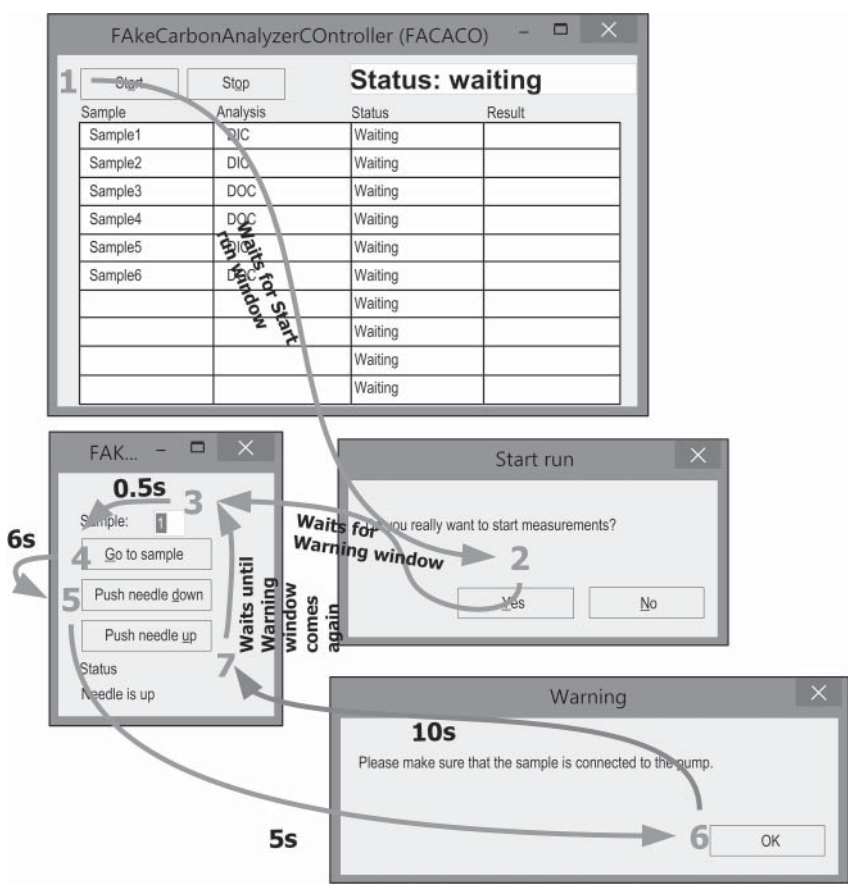 FAkeCarbonAnalyzerCOntroller (FACACO)
1
Start
Stop
Status: waiting
Sample Analysis Status Result
Sample1 DIC Waiting
Sample2 DIC Waiting
Sample3 DOC Waiting
Sample4 DOC Waiting
Sample5 DIC Waiting
Sample6 DOC Waiting
Waiting
Waiting
Waiting
Waiting
Waits for Start
run window
FAK...
0.5s
3
Sample: 1
6s
4 Go to sample
5 Push needle down
Push needle up
7
Status
Needle is up
Waits until
Warning
window
comes
again
Start run
Do you really want to start measurements?
Waits for
Warning window
2
Yes
No
Warning
10s
Please make sure that the sample is connected to the pump.
5s
6
OK